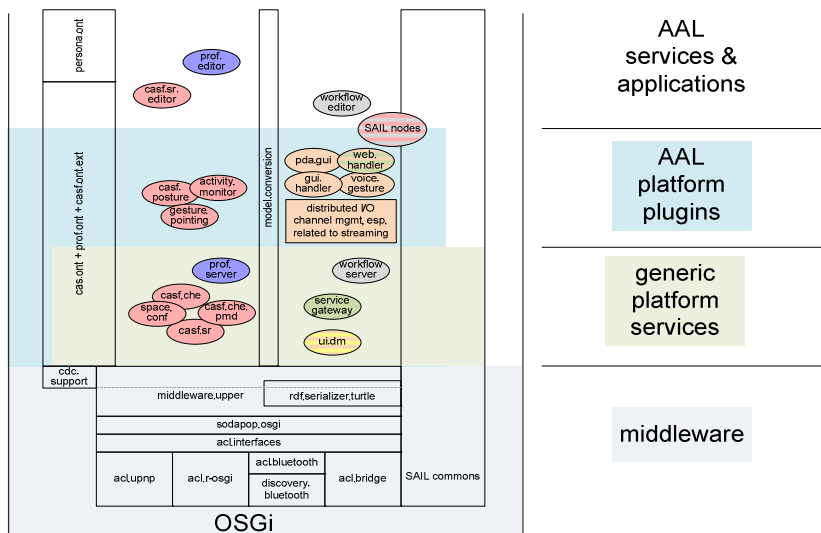 persona.ont
prof.
editor
casf.sr.
editor
workflow
editor
SAIL nodes
AAL
services &
applications
cas.ont + prof.ont + casf.ont.ext
model.conversion
pda.gui
web.
handler
gui.
handler
voice.
gesture
casf.
posture
activity.
monitor
gesture.
pointing
distributed I/O
channel mgmt, esp.
related to streaming
AAL
platform
plugins
prof.
server
workflow
server
casf.che
space.
conf
casf.che.
pmd
casf.sr
service
gateway
ui.dm
generic
platform
services
cdc.
support
middleware.upper
rdf.serializer.turtle
sodapop.osgi
acl.interfaces
acl.upnp
acl.r-osgi
acl.bluetooth
discovery.
bluetooth
acl.bridge
SAIL commons
OSGi
middleware